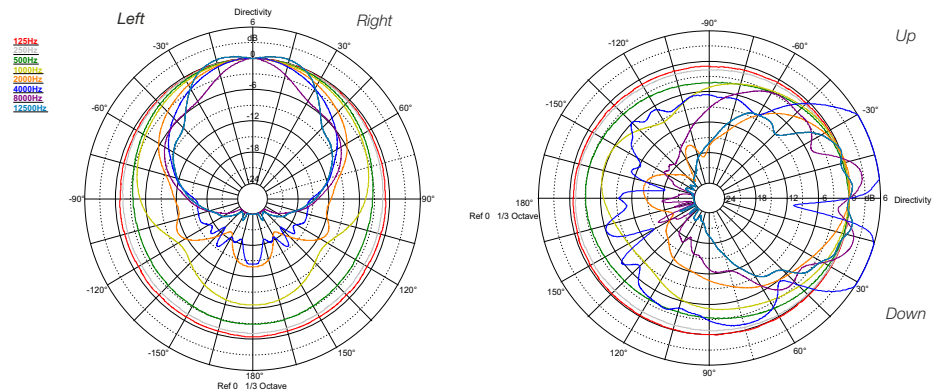 Left
Directivity
Right
6
dB
0
-6
-12
-18
-24
-30°
30°
-60°
60°
-90°
90°
-120°
120°
-150°
150°
180°
Ref 0 1/3 Octave
125Hz
250Hz
500Hz
1000Hz
2000Hz
4000Hz
8000Hz
12500Hz
Up
-90°
-60°
-30°
180°
Ref 0 1/3 Octave
-24
-18
-12
-6
0
dB
6
Directivity
150°
120°
90°
60°
30°
Down